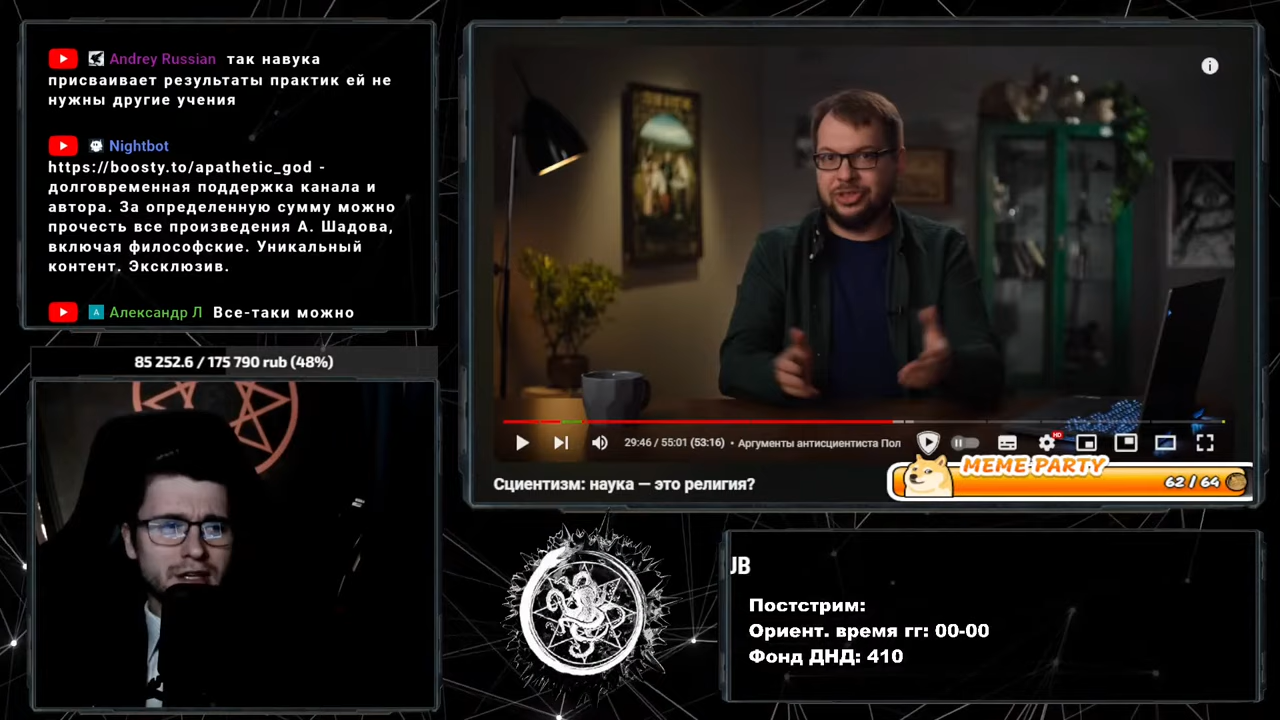 Andrey Russian так навука
присваивает результаты практик ей не
нужны другие учения
Nightbot
https://boosty.to/apathetic_god -
долговременная поддержка канала и
автора. За определенную сумму можно
прочесть все произведения А. Шадова,
включая философские. Уникальный
контент. Эксклюзив.
А Александр Л Все-таки можно
85 252.6 / 175 790 rub (48%)
29:46 / 55:01 (53:16) • Аргументы антисциентиста Пол
HD
Сциентизм: наука — это религия?
MEME PARTY
62 / 64
UB
Постстрим:
Ориент. время гг: 00-00
Фонд ДНД: 410